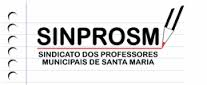 SINPROSM
SINDICATO DOS PROFESSORES
MUNICIPAIS DE SANTA MARIA